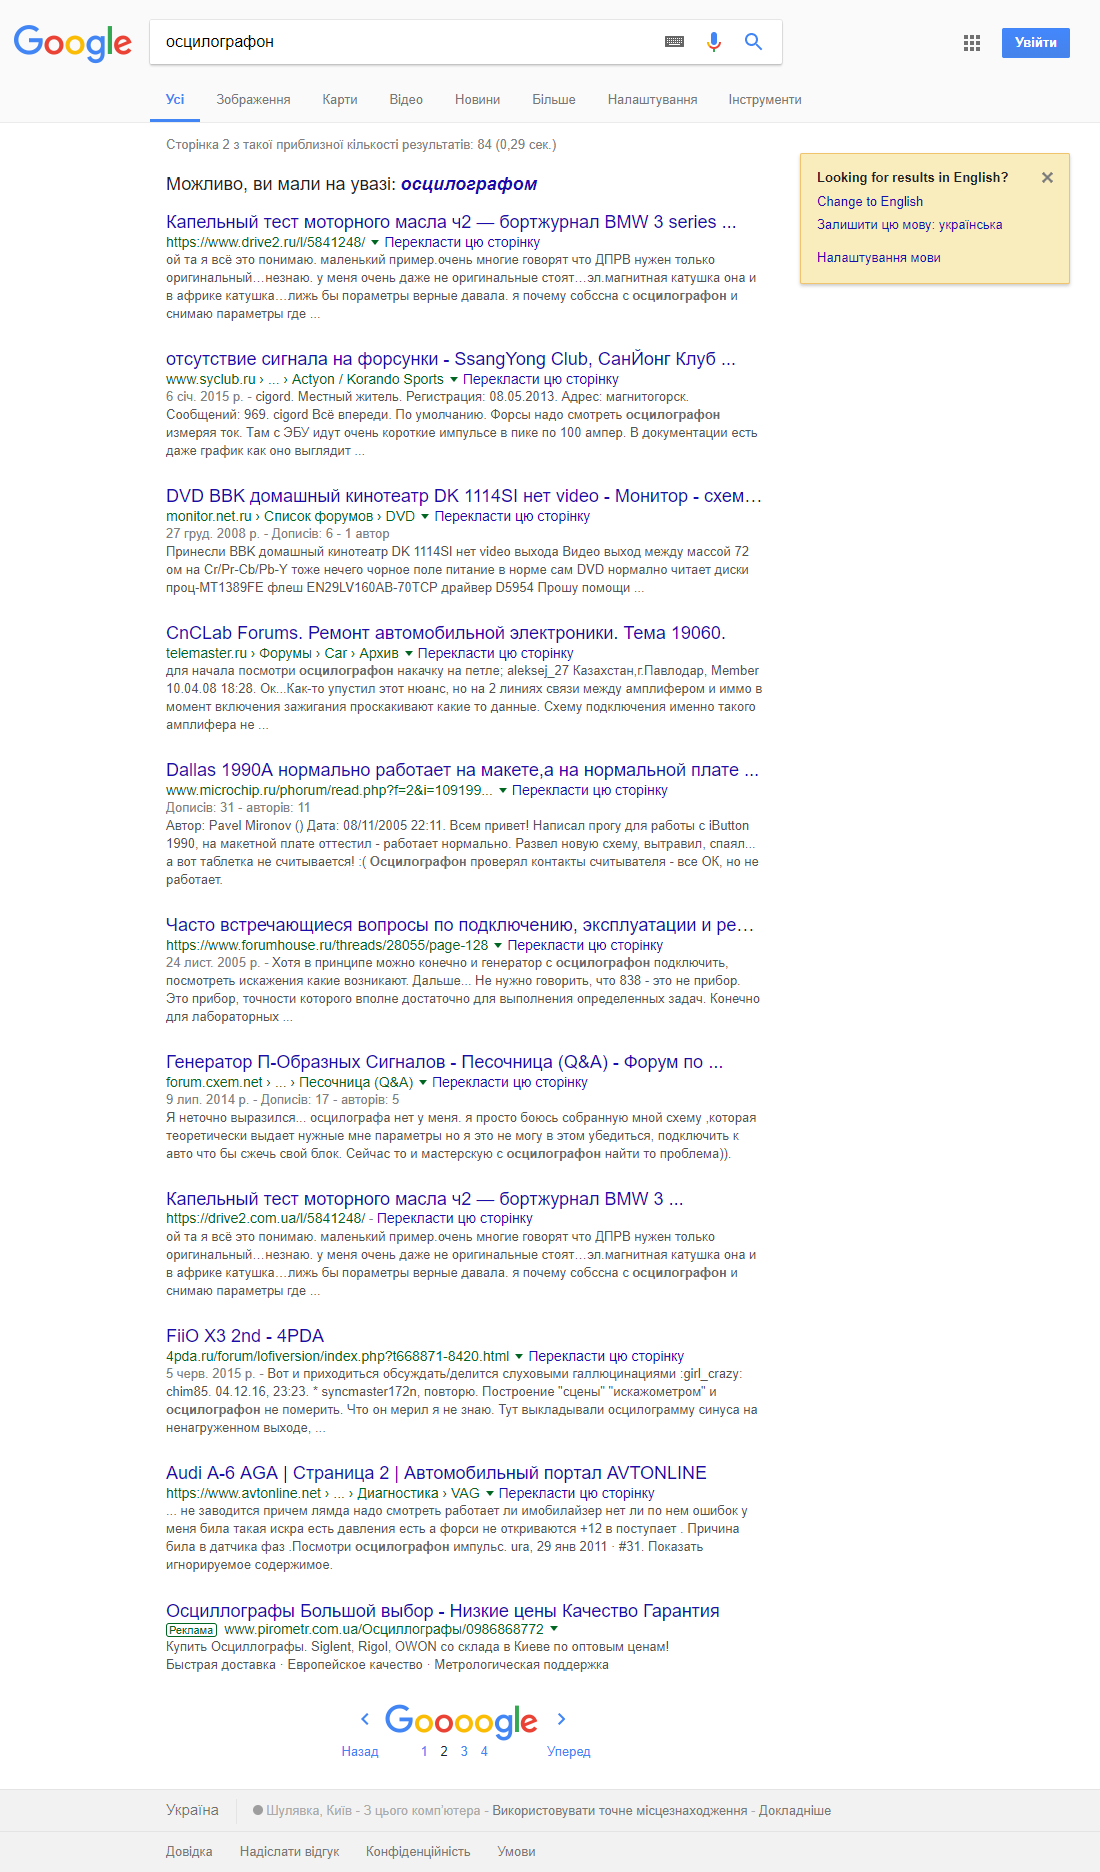 Google
осцилографон
Увійти
Усі Зображення Карти Відео Новини Більше Налаштування Інструменти
Сторінка 2 з такої приблизної кількості результатів: 84 (0,29 сек.)
Looking for results in English?
Change to English
Залишити цю мову: українська
Налаштування мови
Можливо, ви мали на увазі: осцилографом
Капельный тест моторного масла ч2 — бортжурнал BMW 3 series ...
https://www.drive2.ru/l/5841248/ Перекласти цю сторінку
ой та я всё это понимаю. маленький пример.очень многие говорят что ДПРВ нужен только
оригинальный…незнаю. у меня очень даже не оригинальные стоят…эл.магнитная катушка она и
в африке катушка…лижь бы пораметры верные давала. я почему собссна с осцилографон и
снимаю параметры где ...
отсутствие сигнала на форсунки - SsangYong Club, СанЙонг Клуб ...
www.syclub.ru › ... › Actyon / Korando Sports Перекласти цю сторінку
6 січ. 2015 р. - cigord. Местный житель. Регистрация: 08.05.2013. Адрес: магнитогорск.
Сообщений: 969. cigord Всё впереди. По умолчанию. Форсы надо смотреть осцилографон
измеряя ток. Там с ЭБУ идут очень короткие импульсе в пике по 100 ампер. В документации есть
даже график как оно выглядит ...
DVD BBK домашный кинотеатр DK 1114SI нет video - Монитор - схем…
monitor.net.ru › Список форумов › DVD Перекласти цю сторінку
27 груд. 2008 р. - Дописів: 6 - 1 автор
Принесли BBK домашный кинотеатр DK 1114SI нет video выхода Видео выход между массой 72
ом на Cr/Pr-Cb/Pb-Y тоже нечего чорное поле питание в норме сам DVD нормално читает диски
проц-MT1389FE флеш EN29LV160AB-70TCP драйвер D5954 Прошу помощи ...
CnCLab Forums. Ремонт автомобильной электроники. Тема 19060.
telemaster.ru › Форумы › Car › Архив Перекласти цю сторінку
для начала посмотри осцилографон накачку на петле; aleksej_27 Казахстан,г.Павлодар, Member
10.04.08 18:28. Ок...Как-то упустил этот нюанс, но на 2 линиях связи между амплифером и иммо в
момент включения зажигания проскакивают какие то данные. Схему подключения именно такого
амплифера не ...
Dallas 1990A нормально работает на макете,а на нормальной плате ...
www.microchip.ru/phorum/read.php?f=2&i=109199... Перекласти цю сторінку
Дописів: 31 - авторів: 11
Автор: Pavel Mironov () Дата: 08/11/2005 22:11. Всем привет! Написал прогу для работы с iButton
1990, на макетной плате оттестил - работает нормально. Развел новую схему, вытравил, спаял...
а вот таблетка не считывается! :( Осцилографон проверял контакты считывателя - все ОК, но не
работает.
Часто встречающиеся вопросы по подключению, эксплуатации и ре…
https://www.forumhouse.ru/threads/28055/page-128 Перекласти цю сторінку
24 лист. 2005 р. - Хотя в принципе можно конечно и генератор с осцилографон подключить,
посмотреть искажения какие возникают. Дальше... Не нужно говорить, что 838 - это не прибор.
Это прибор, точности которого вполне достаточно для выполнения определенных задач. Конечно
для лабораторных ...
Генератор П-Образных Сигналов - Песочница (Q&A) - Форум по ...
forum.cxem.net › ... › Песочница (Q&A) Перекласти цю сторінку
9 лип. 2014 р. - Дописів: 17 - авторів: 5
Я неточно выразился... осцилографа нет у меня. я просто боюсь собранную мной схему ,которая
теоретически выдает нужные мне параметры но я это не могу в этом убедиться, подключить к
авто что бы сжечь свой блок. Сейчас то и мастерскую с осцилографон найти то проблема)).
Капельный тест моторного масла ч2 — бортжурнал BMW 3 ...
https://drive2.com.ua/l/5841248/ - Перекласти цю сторінку
ой та я всё это понимаю. маленький пример.очень многие говорят что ДПРВ нужен только
оригинальный…незнаю. у меня очень даже не оригинальные стоят…эл.магнитная катушка она и
в африке катушка…лижь бы пораметры верные давала. я почему собссна с осцилографон и
снимаю параметры где ...
FiiO X3 2nd - 4PDA
4pda.ru/forum/lofiversion/index.php?t668871-8420.html Перекласти цю сторінку
5 черв. 2015 р. - Вот и приходиться обсуждать/делится слуховыми галлюцинациями :girl_crazy:
chim85. 04.12.16, 23:23. * syncmaster172n, повторю. Построение "сцены" "искажометром" и
осцилографон не померить. Что он мерил я не знаю. Тут выкладывали осцилограмму синуса на
ненагруженном выходе, ...
Audi A-6 AGA | Страница 2 | Автомобильный портал AVTONLINE
https://www.avtonline.net › ... › Диагностика › VAG Перекласти цю сторінку
... не заводится причем лямда надо смотреть работает ли имобилайзер нет ли по нем ошибок у
меня била такая искра есть давления есть а форси не откриваются +12 в поступает . Причина
била в датчика фаз .Посмотри осцилографон импульс. ura, 29 янв 2011 · #31. Показать
игнорируемое содержимое.
Осциллографы Большой выбор - Низкие цены Качество Гарантия
Реклама www.pirometr.com.ua/Осциллографы/0986868772
Купить Осциллографы. Siglent, Rigol, OWON со склада в Киеве по оптовым ценам!
Быстрая доставка · Европейское качество · Метрологическая поддержка
Goooogle
Назад 1 2 3 4 Уперед
Україна Шулявка, Київ - З цього комп'ютера - Використовувати точне місцезнаходження - Докладніше
Довідка Надіслати відгук Конфіденційність Умови